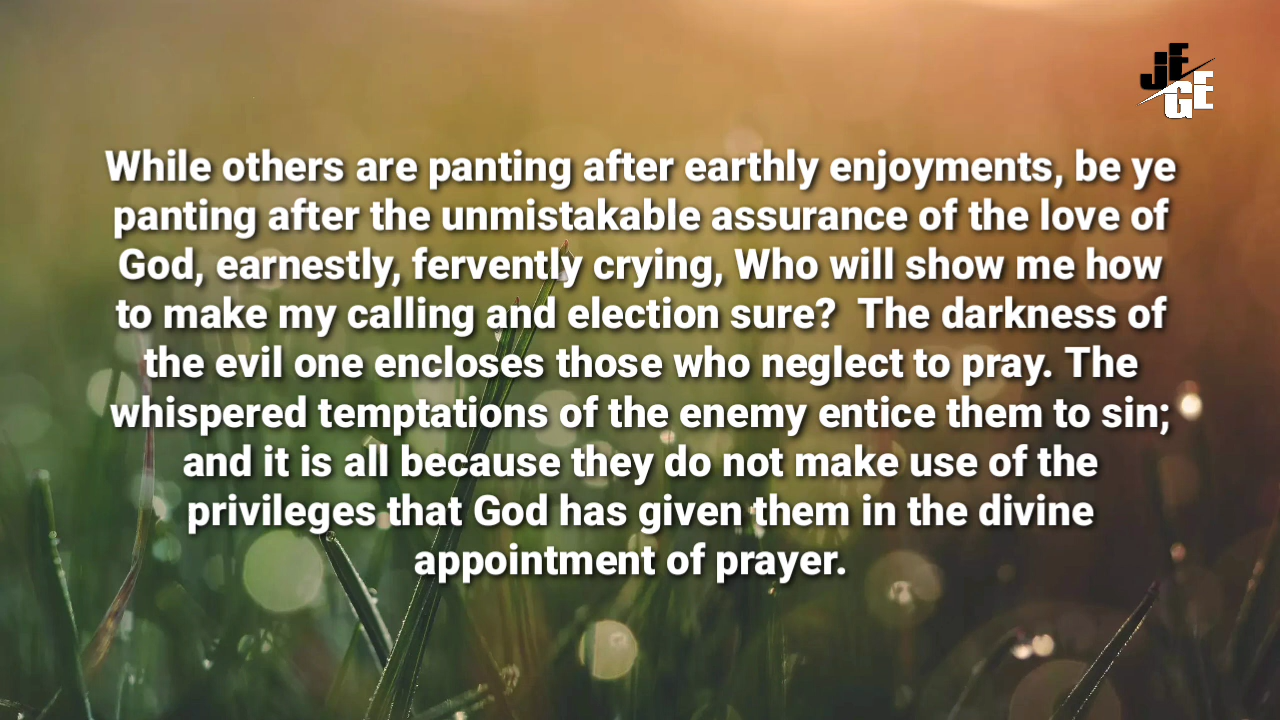 JF
GE
While others are panting after earthly enjoyments, be ye
panting after the unmistakable assurance of the love of
God, earnestly, fervently crying, Who will show me how
to make my calling and election sure?  The darkness of
the evil one encloses those who neglect to pray. The
whispered temptations of the enemy entice them to sin;
and it is all because they do not make use of the
privileges that God has given them in the divine
appointment of prayer.